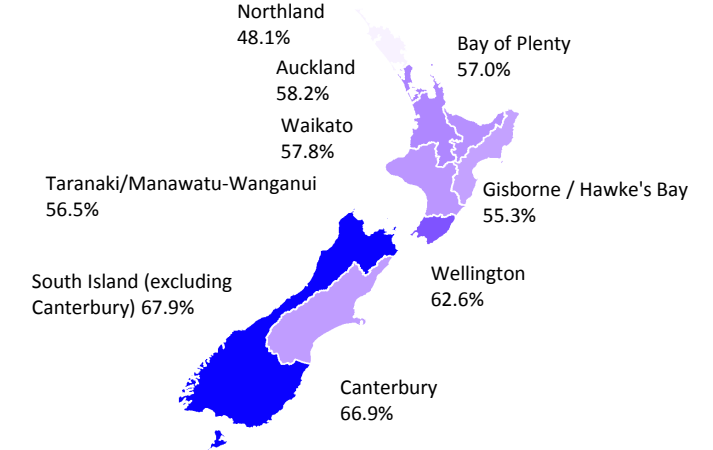 Northland
48.1%
Bay of Plenty
57.0%
Auckland
58.2%
Waikato
57.8%
Taranaki/Manawatu-Wanganui
56.5%
Gisborne / Hawke's Bay
55.3%
South Island (excluding
Canterbury) 67.9%
Wellington
62.6%
Canterbury
66.9%